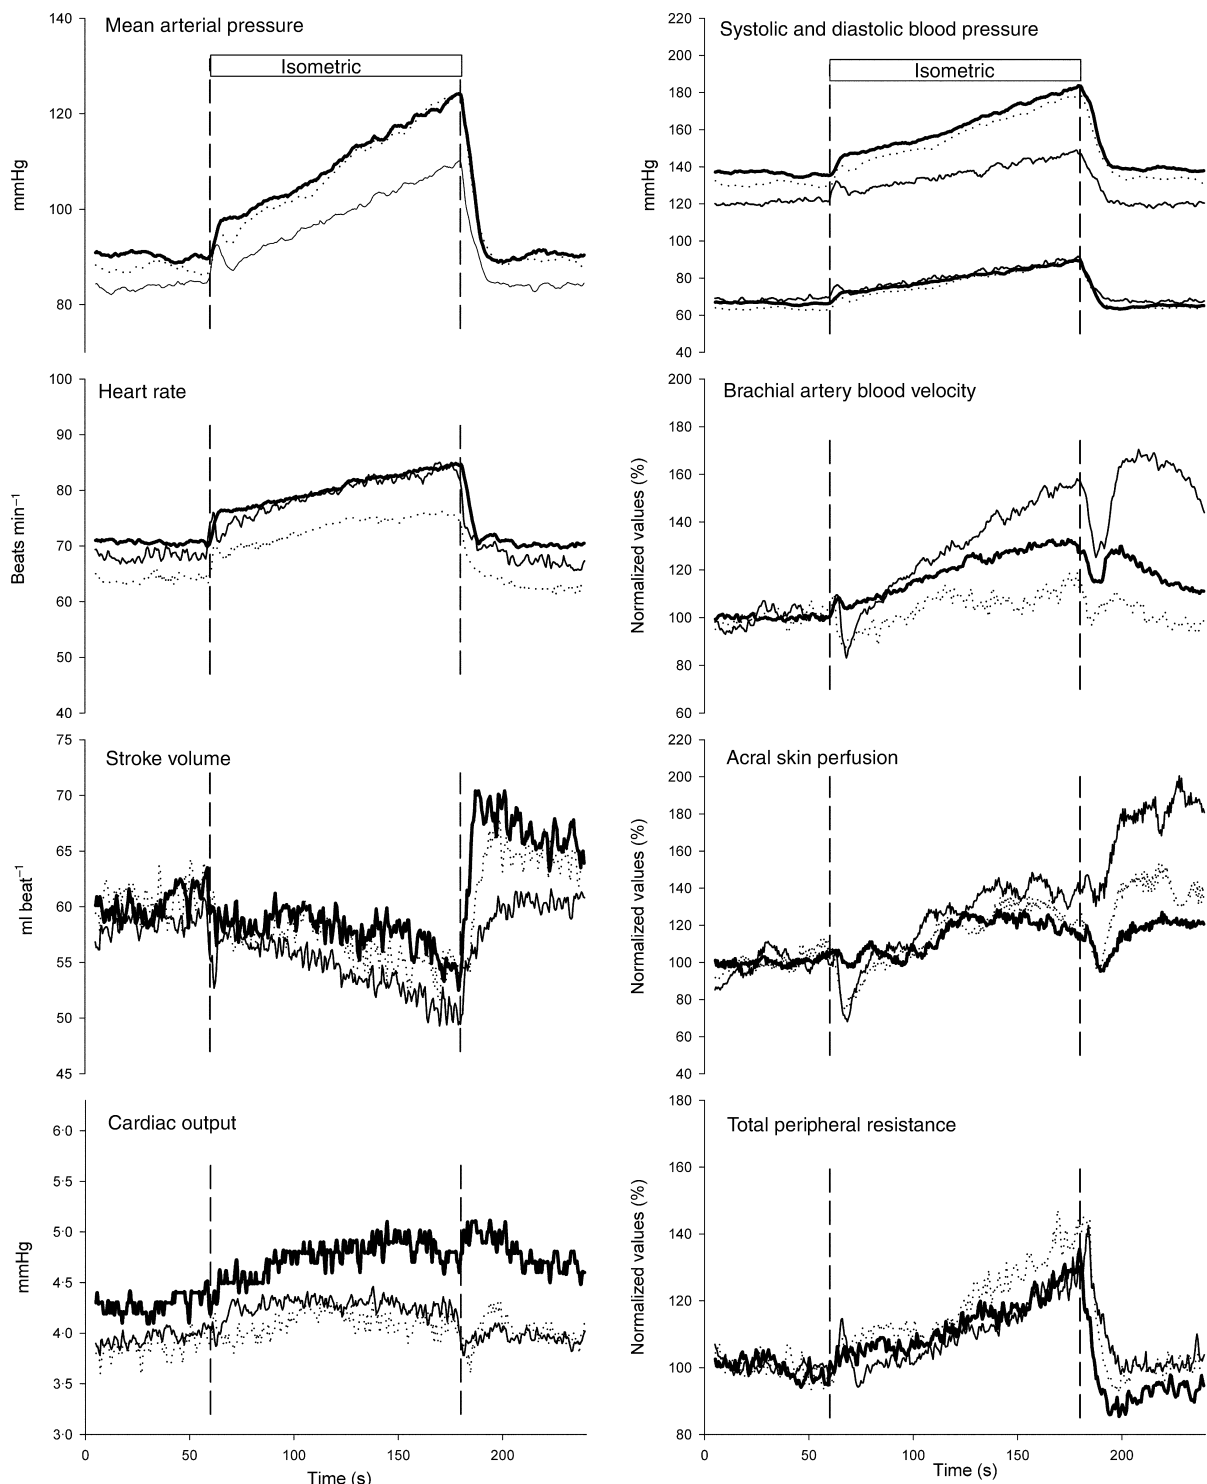 Mean arterial pressure
Isometric
mmHg
140
120
100
80
Systolic and diastolic blood pressure
Isometric
mmHg
220
200
180
160
140
120
100
80
60
40
Heart rate
Beats min⁻¹
100
90
80
70
60
50
40
Brachial artery blood velocity
Normalized values (%)
200
180
160
140
120
100
80
60
Stroke volume
ml beat⁻¹
75
70
65
60
55
50
45
Acral skin perfusion
Normalized values (%)
220
200
180
160
140
120
100
80
60
40
Cardiac output
mmHg
6·0
5·5
5·0
4·5
4·0
3·5
3·0
0 50 100 150 200
Time (s)
Total peripheral resistance
Normalized values (%)
180
160
140
120
100
80
0 50 100 150 200
Time (s)